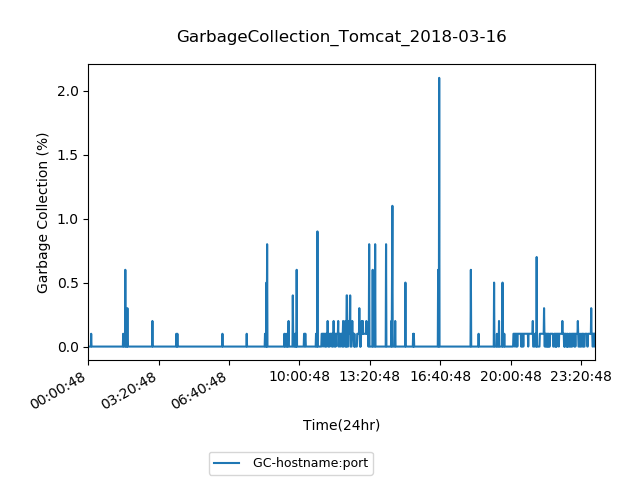 GarbageCollection_Tomcat_2018-03-16
Garbage Collection (%)
2.0
1.5
1.0
0.5
0.0
00:00:48 03:20:48 06:40:48 10:00:48 13:20:48 16:40:48 20:00:48 23:20:48
Time(24hr)
GC-hostname:port